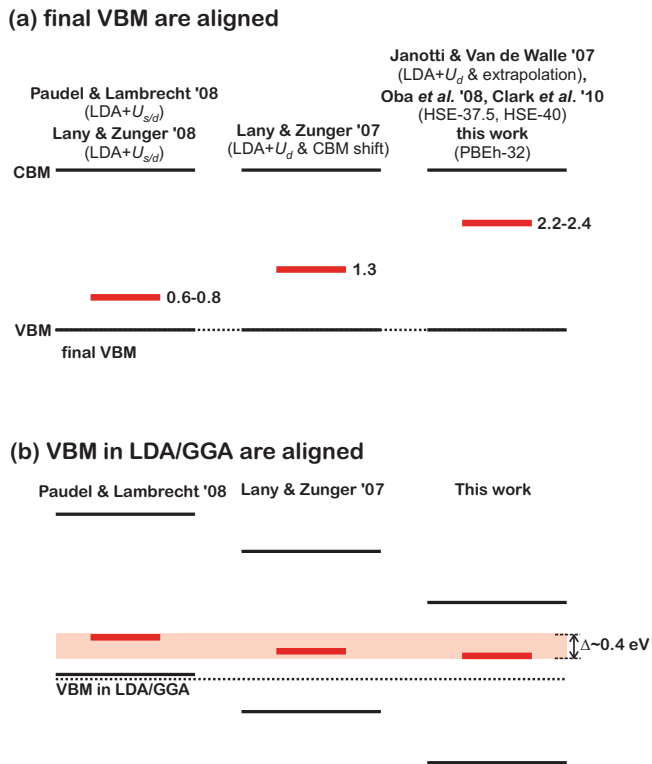 (a) final VBM are aligned
Janotti & Van de Walle '07
(LDA+Ud & extrapolation),
Paudel & Lambrecht '08
Oba et al. '08, Clark et al. '10
(LDA+Us/d)
(HSE-37.5, HSE-40)
Lany & Zunger '08
Lany & Zunger '07
this work
(LDA+Us/d)
(LDA+Ud & CBM shift)
(PBEh-32)
CBM
2.2-2.4
1.3
0.6-0.8
VBM
final VBM
(b) VBM in LDA/GGA are aligned
Paudel & Lambrecht '08
Lany & Zunger '07
This work
Δ~0.4 eV
VBM in LDA/GGA